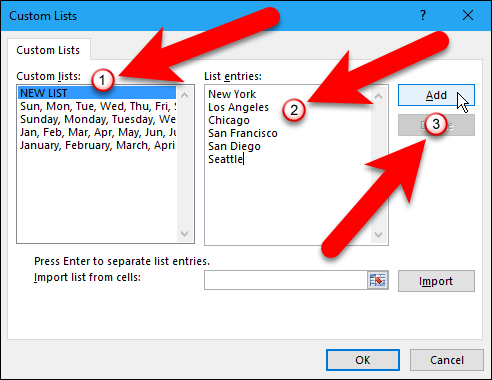 Custom Lists
?
Custom Lists
Custom lists:
1
NEW LIST
Sun, Mon, Tue, Wed, Thu, Fri, S
Sunday, Monday, Tuesday, We
Jan, Feb, Mar, Apr, May, Jun, Ju
January, February, March, Apri
List entries:
2
New York
Los Angeles
Chicago
San Francisco
San Diego
Seattle
Add
3
Press Enter to separate list entries.
Import list from cells:
Import
OK
Cancel